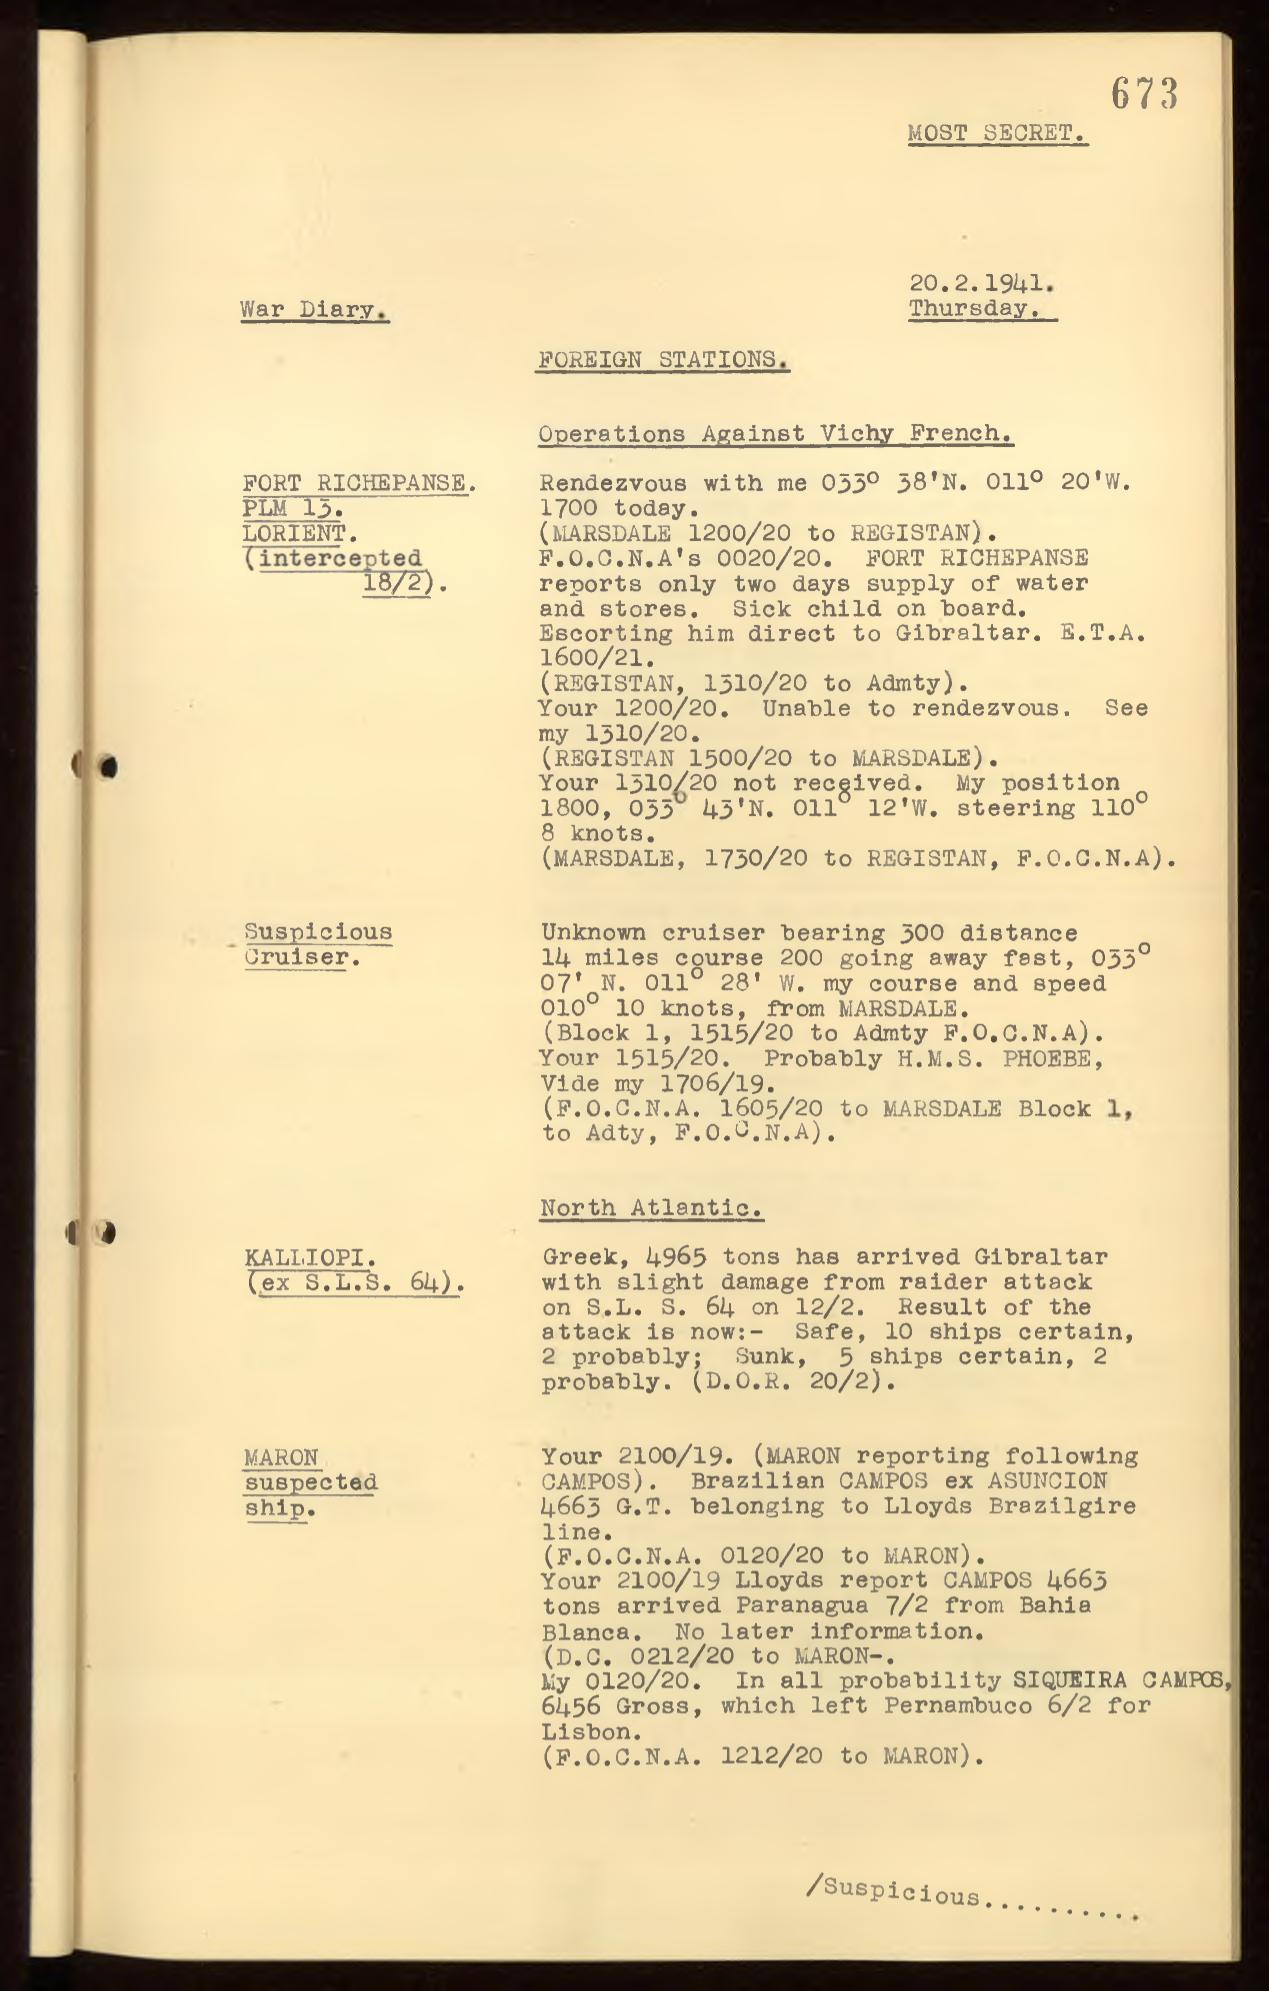 673
MOST SECRET.
20.2.1941.
War Diary.
Thursday.
FOREIGN STATIONS.
Operations Against Vichy French.
FORT RICHEPANSE.
PLM 13.
LORIENT.
(intercepted
18/2).
Rendezvous with me 033° 38'N. 011° 20'W.
1700 today.
(MARSDALE 1200/20 to REGISTAN).
F.O.C.N.A's 0020/20. FORT RICHEPANSE
reports only two days supply of water
and stores. Sick child on board.
Escorting him direct to Gibraltar. E.T.A.
1600/21.
(REGISTAN, 1310/20 to Admty).
Your 1200/20. Unable to rendezvous. See
my 1310/20.
(REGISTAN 1500/20 to MARSDALE).
Your 1310/20 not received. My position
1800, 033° 43'N. 011° 12'W. steering 110°
8 knots.
(MARSDALE, 1730/20 to REGISTAN, F.O.C.N.A).
Suspicious
Cruiser.
Unknown cruiser bearing 300 distance
14 miles course 200 going away fast, 033°
07' N. 011° 28' W. my course and speed
010° 10 knots, from MARSDALE.
(Block 1, 1515/20 to Admty F.O.C.N.A).
Your 1515/20. Probably H.M.S. PHOEBE,
Vide my 1706/19.
(F.O.C.N.A. 1605/20 to MARSDALE Block 1,
to Adty, F.O.C.N.A).
North Atlantic.
KALLIOPI.
(ex S.L.S. 64).
Greek, 4965 tons has arrived Gibraltar
with slight damage from raider attack
on S.L. S. 64 on 12/2. Result of the
attack is now:- Safe, 10 ships certain,
2 probably; Sunk, 5 ships certain, 2
probably. (D.O.R. 20/2).
MARON
suspected
ship.
Your 2100/19. (MARON reporting following
CAMPOS). Brazilian CAMPOS ex ASUNCION
4663 G.T. belonging to Lloyds Brazilgire
line.
(F.O.C.N.A. 0120/20 to MARON).
Your 2100/19 Lloyds report CAMPOS 4663
tons arrived Paranagua 7/2 from Bahia
Blanca. No later information.
(D.C. 0212/20 to MARON-.
My 0120/20. In all probability SIQUEIRA CAMPOS,
6456 Gross, which left Pernambuco 6/2 for
Lisbon.
(F.O.C.N.A. 1212/20 to MARON).
/Suspicious..........